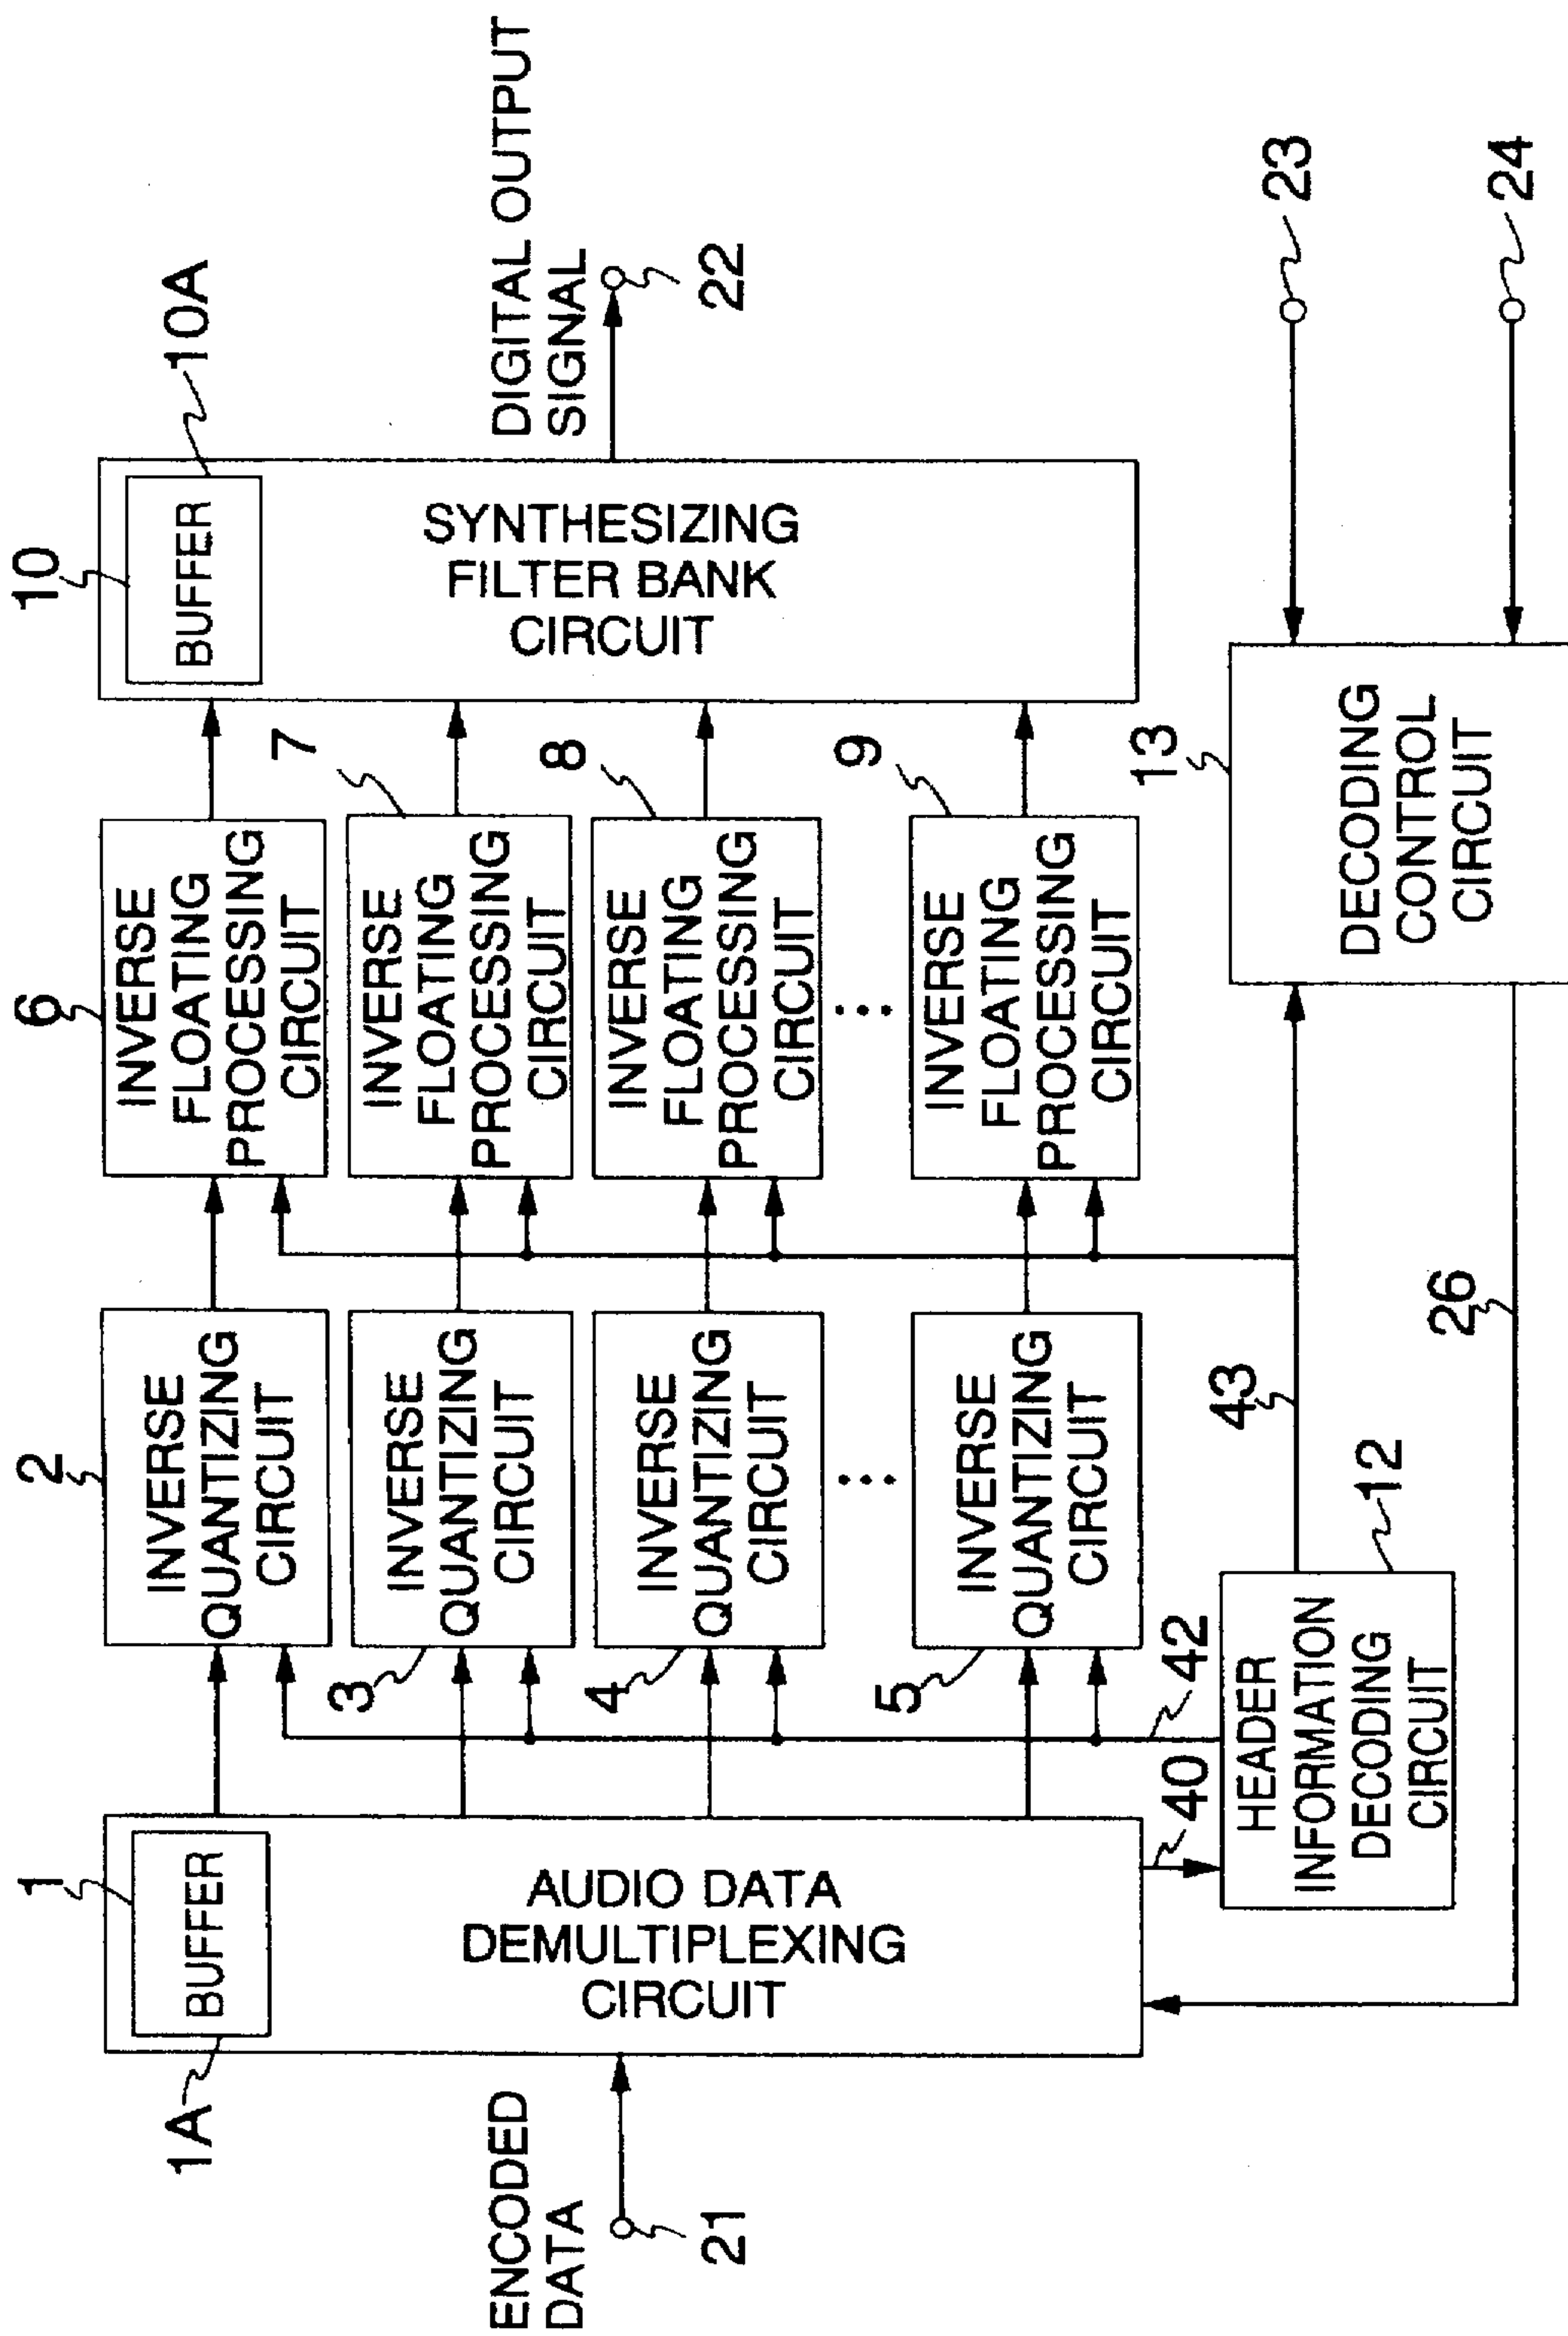 1
1A
BUFFER
AUDIO DATA
DEMULTIPLEXING
CIRCUIT
ENCODED
DATA
21
2
INVERSE
QUANTIZING
CIRCUIT
3
INVERSE
QUANTIZING
CIRCUIT
4
INVERSE
QUANTIZING
CIRCUIT
5
INVERSE
QUANTIZING
CIRCUIT
6
INVERSE
FLOATING
PROCESSING
CIRCUIT
7
INVERSE
FLOATING
PROCESSING
CIRCUIT
8
INVERSE
FLOATING
PROCESSING
CIRCUIT
9
INVERSE
FLOATING
PROCESSING
CIRCUIT
10
10A
BUFFER
SYNTHESIZING
FILTER BANK
CIRCUIT
DIGITAL OUTPUT
SIGNAL
22
40
42
HEADER
INFORMATION
DECODING
CIRCUIT
12
43
26
13
DECODING
CONTROL
CIRCUIT
23
24